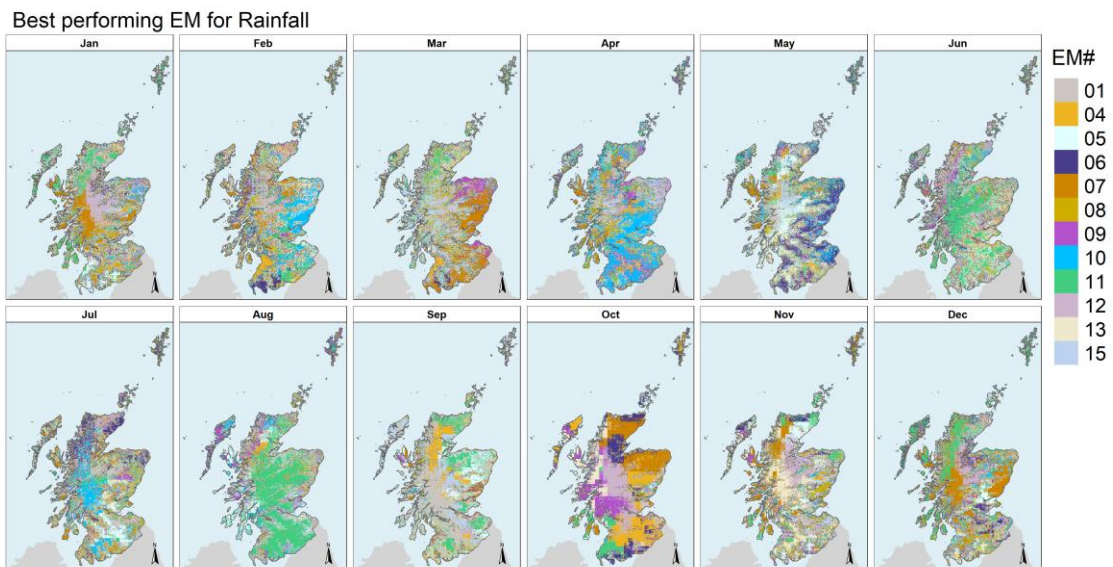 Best performing EM for Rainfall
Jan
Feb
Mar
Apr
May
Jun
EM#
01
04
05
06
07
08
09
10
11
12
13
15
Jul
Aug
Sep
Oct
Nov
Dec
N
N
N
N
N
N
N
N
N
N
N
N